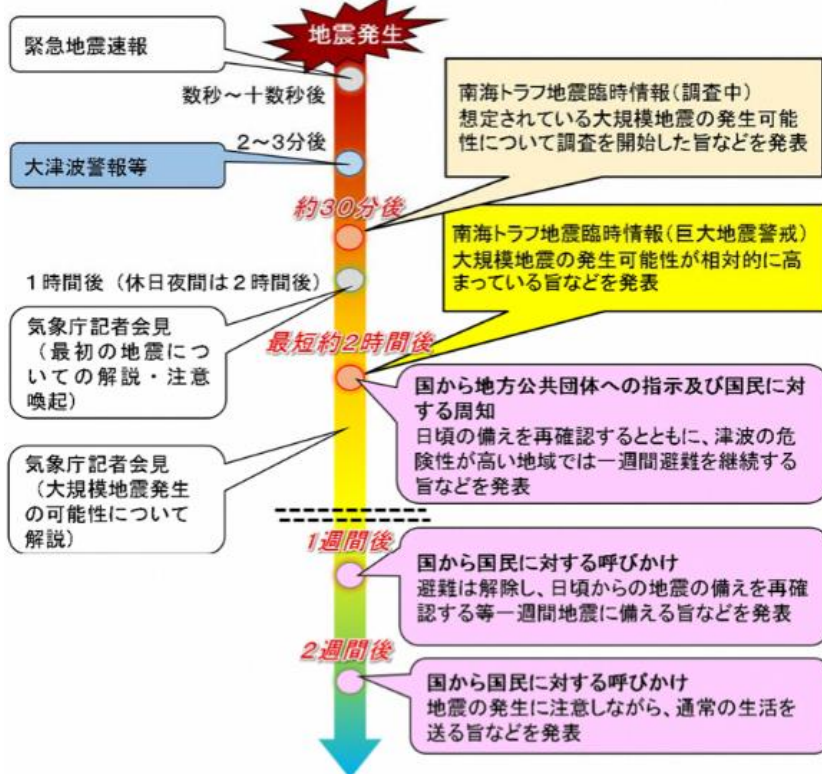 地震発生
緊急地震速報
数秒～十数秒後
2～3分後
大津波警報等
南海トラフ地震臨時情報（調査中）
想定されている大規模地震の発生可能
性について調査を開始した旨などを発表
約30分後
南海トラフ地震臨時情報（巨大地震警戒）
大規模地震の発生可能性が相対的に高
まっている旨などを発表
1時間後（休日夜間は2時間後）
気象庁記者会見
（最初の地震につ
いての解説・注意
喚起）
最短約2時間後
国から地方公共団体への指示及び国民に対
する周知
日頃の備えを再確認するとともに、津波の危
険性が高い地域では一週間避難を継続する
旨などを発表
気象庁記者会見
（大規模地震発生
の可能性について
解説）
1週間後
国から国民に対する呼びかけ
避難は解除し、日頃からの地震の備えを再確
認する等一週間地震に備える旨などを発表
2週間後
国から国民に対する呼びかけ
地震の発生に注意しながら、通常の生活を
送る旨などを発表